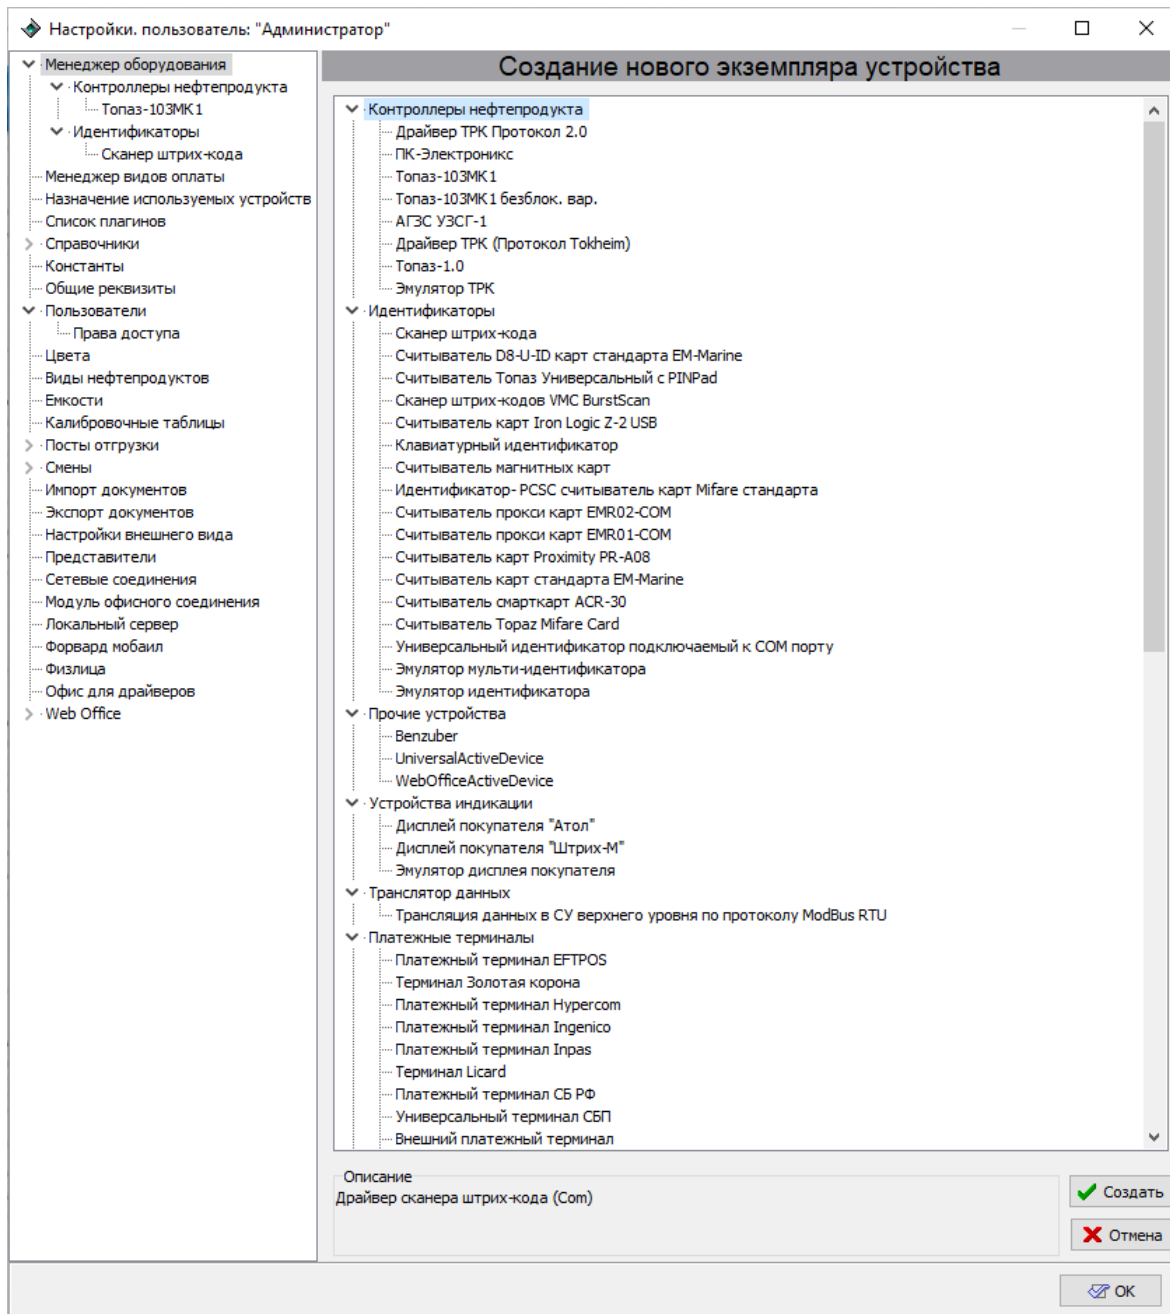 Настройки. пользователь: "Администратор"
Менеджер оборудования
Контроллеры нефтепродукта
Топаз-103МК1
Идентификаторы
Сканер штрих-кода
Менеджер видов оплаты
Назначение используемых устройств
Список плагинов
Справочники
Константы
Общие реквизиты
Пользователи
Права доступа
Цвета
Виды нефтепродуктов
Емкости
Калибровочные таблицы
Посты отгрузки
Смены
Импорт документов
Экспорт документов
Настройки внешнего вида
Представители
Сетевые соединения
Модуль офисного соединения
Локальный сервер
Форвард мобаил
Физлица
Офис для драйверов
Web Office
Создание нового экземпляра устройства
Контроллеры нефтепродукта
Драйвер ТРК Протокол 2.0
ПК-Электроникс
Топаз-103МК1
Топаз-103МК1 безблок. вар.
АГЗС УЗСГ-1
Драйвер ТРК (Протокол Tokheim)
Топаз-1.0
Эмулятор ТРК
Идентификаторы
Сканер штрих-кода
Считыватель D8-U-ID карт стандарта EM-Marine
Считыватель Топаз Универсальный с PINPad
Сканер штрих-кодов VMC BurstScan
Считыватель карт Iron Logic Z-2 USB
Клавиатурный идентификатор
Считыватель магнитных карт
Идентификатор- PCSC считыватель карт Mifare стандарта
Считыватель прокси карт EMR02-COM
Считыватель прокси карт EMR01-COM
Считыватель карт Proximity PR-A08
Считыватель карт стандарта EM-Marine
Считыватель смарткарт ACR-30
Считыватель Topaz Mifare Card
Универсальный идентификатор подключаемый к COM порту
Эмулятор мульти-идентификатора
Эмулятор идентификатора
Прочие устройства
Benzuber
UniversalActiveDevice
WebOfficeActiveDevice
Устройства индикации
Дисплей покупателя "Атол"
Дисплей покупателя "Штрих-М"
Эмулятор дисплея покупателя
Транслятор данных
Трансляция данных в СУ верхнего уровня по протоколу ModBus RTU
Платежные терминалы
Платежный терминал EFTPOS
Терминал Золотая корона
Платежный терминал Hypercom
Платежный терминал Ingenico
Платежный терминал Inpas
Терминал Licard
Платежный терминал СБ РФ
Универсальный терминал СБП
Внешний платежный терминал
Описание
Драйвер сканера штрих-кода (Com)
Создать
Отмена
OK